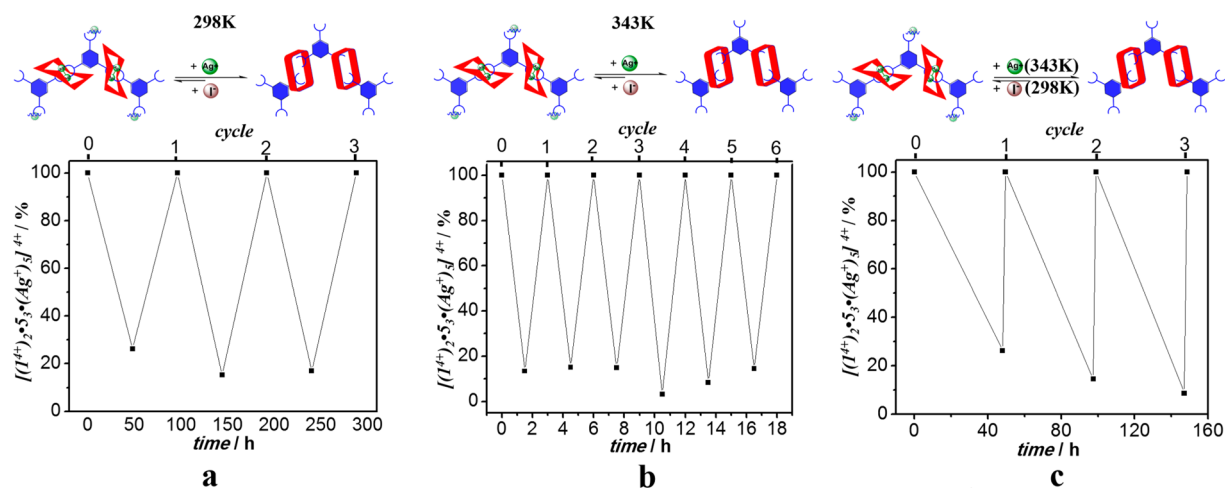 298K
+ Ag+
+ I-
cycle
0 1 2 3
100
80
60
40
20
0
[(1⁴⁺)₂•5₃•(Ag⁺)₅]⁴⁺/ %
0 50 100 150 200 250 300
time / h
a
343K
+ Ag+
+ I-
cycle
0 1 2 3 4 5 6
100
80
60
40
20
0
[(1⁴⁺)₂•5₃•(Ag⁺)₅]⁴⁺/ %
0 2 4 6 8 10 12 14 16 18
time / h
b
+ Ag+ (343K)
+ I- (298K)
cycle
0 1 2 3
100
80
60
40
20
0
[(1⁴⁺)₂•5₃•(Ag⁺)₅]⁴⁺/ %
0 40 80 120 160
time / h
c